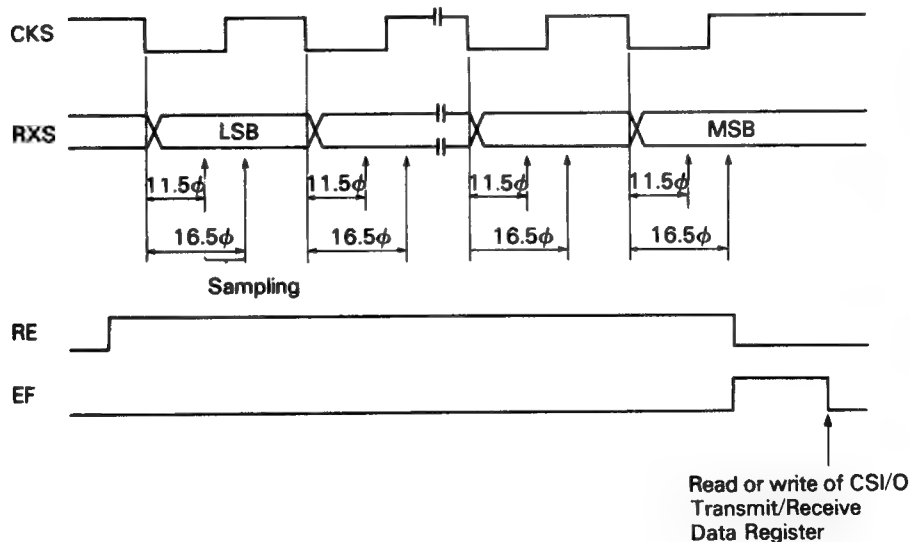 CKS
RXS
LSB
MSB
11.5ϕ
11.5ϕ
11.5ϕ
11.5ϕ
16.5ϕ
16.5ϕ
16.5ϕ
16.5ϕ
Sampling
RE
EF
Read or write of CSI/O
Transmit/Receive
Data Register